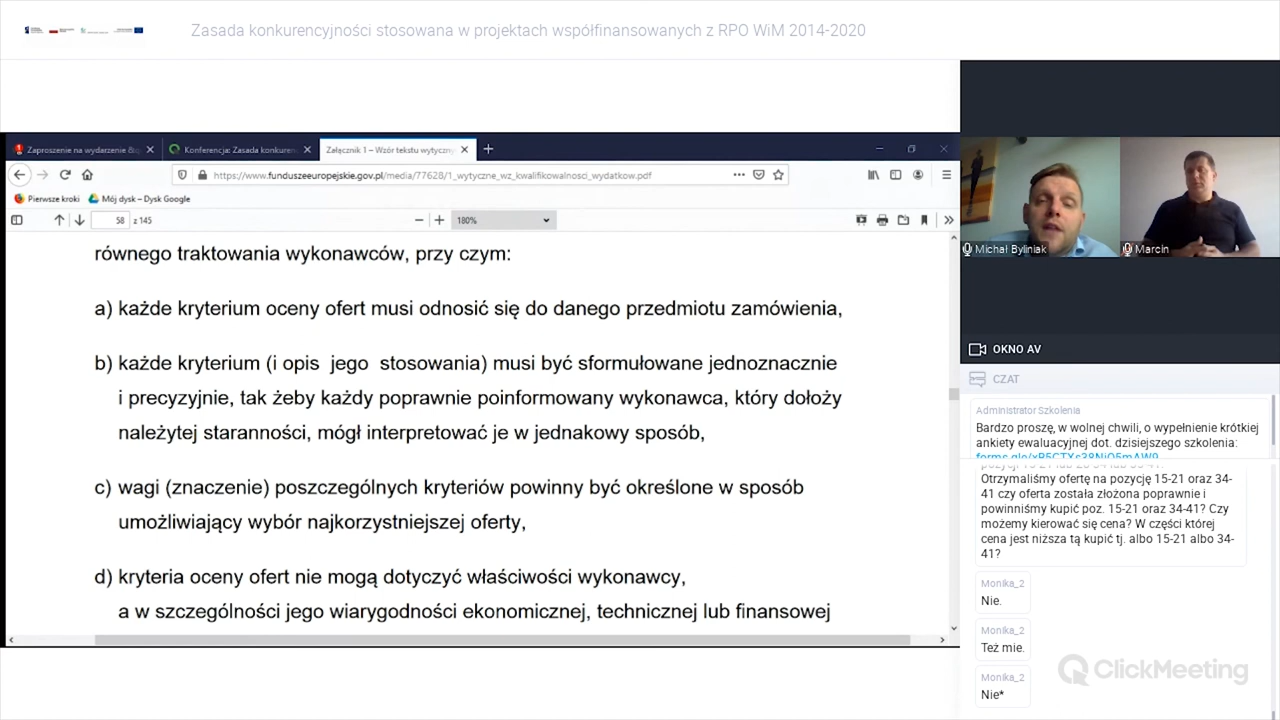 Zasada konkurencyjności stosowana w projektach współfinansowanych z RPO WiM 2014-2020
Zaproszenie na wydarzenie
Konferencja: Zasada konkuren
Załącznik 1 – Wzór tekstu wytyczn
https://www.funduszeeuropejskie.gov.pl/media/77628/1_wytyczne_wz_kwalifikowalnosci_wydatkow.pdf
Pierwsze kroki
Mój dysk – Dysk Google
58 z 145
180%
równego traktowania wykonawców, przy czym:
a) każde kryterium oceny ofert musi odnosić się do danego przedmiotu zamówienia,
b) każde kryterium (i opis jego stosowania) musi być sformułowane jednoznacznie
i precyzyjnie, tak żeby każdy poprawnie poinformowany wykonawca, który dołoży
należytej staranności, mógł interpretować je w jednakowy sposób,
c) wagi (znaczenie) poszczególnych kryteriów powinny być określone w sposób
umożliwiający wybór najkorzystniejszej oferty,
d) kryteria oceny ofert nie mogą dotyczyć właściwości wykonawcy,
a w szczególności jego wiarygodności ekonomicznej, technicznej lub finansowej
Michał Byliniak
Marcin
OKNO AV
CZAT
Administrator Szkolenia
Bardzo proszę, w wolnej chwili, o wypełnienie krótkiej
ankiety ewaluacyjnej dot. dzisiejszego szkolenia:
Otrzymaliśmy ofertę na pozycję 15-21 oraz 34-
41 czy oferta została złożona poprawnie i
powinniśmy kupić poz. 15-21 oraz 34-41? Czy
możemy kierować się cena? W części której
cena jest niższa tą kupić tj. albo 15-21 albo 34-
41?
Monika_2
Nie.
Monika_2
Też mie.
Monika_2
Nie*
ClickMeeting